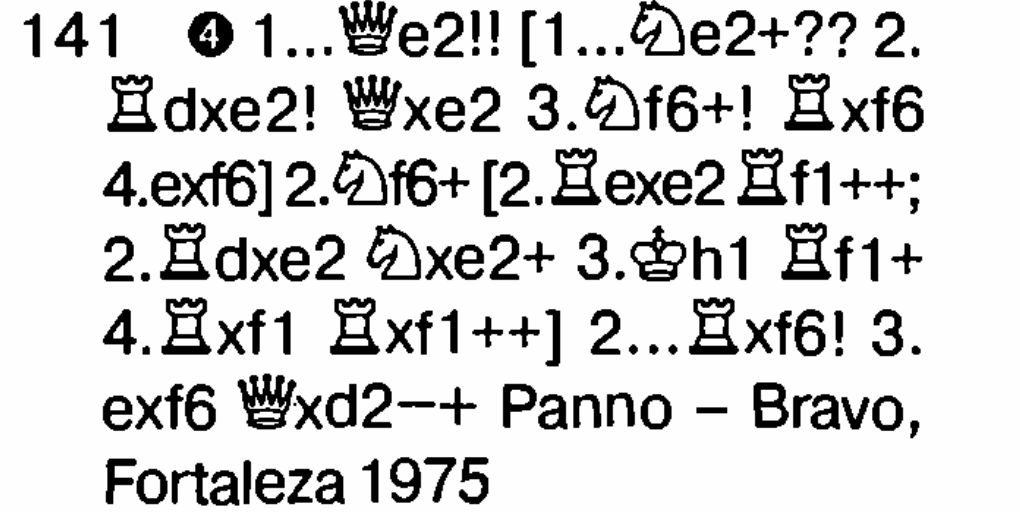 141 ❹ 1...♕e2!! [1...♘e2+?? 2.
♖dxe2! ♕xe2 3.♘f6+! ♖xf6
4.exf6] 2.♘f6+ [2.♖exe2 ♖f1++;
2.♖dxe2 ♘xe2+ 3.♔h1 ♖f1+
4.♖xf1 ♖xf1++] 2...♖xf6! 3.
exf6 ♕xd2−+ Panno – Bravo,
Fortaleza 1975